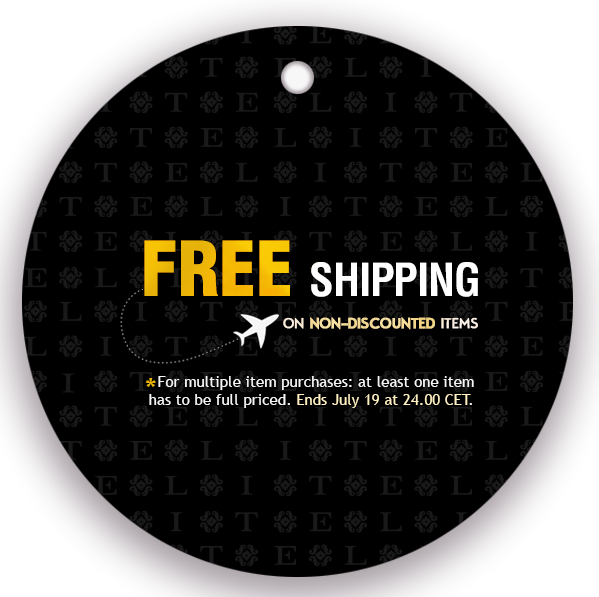 FREE SHIPPING
ON NON-DISCOUNTED ITEMS
*For multiple item purchases: at least one item
has to be full priced. Ends July 19 at 24.00 CET.